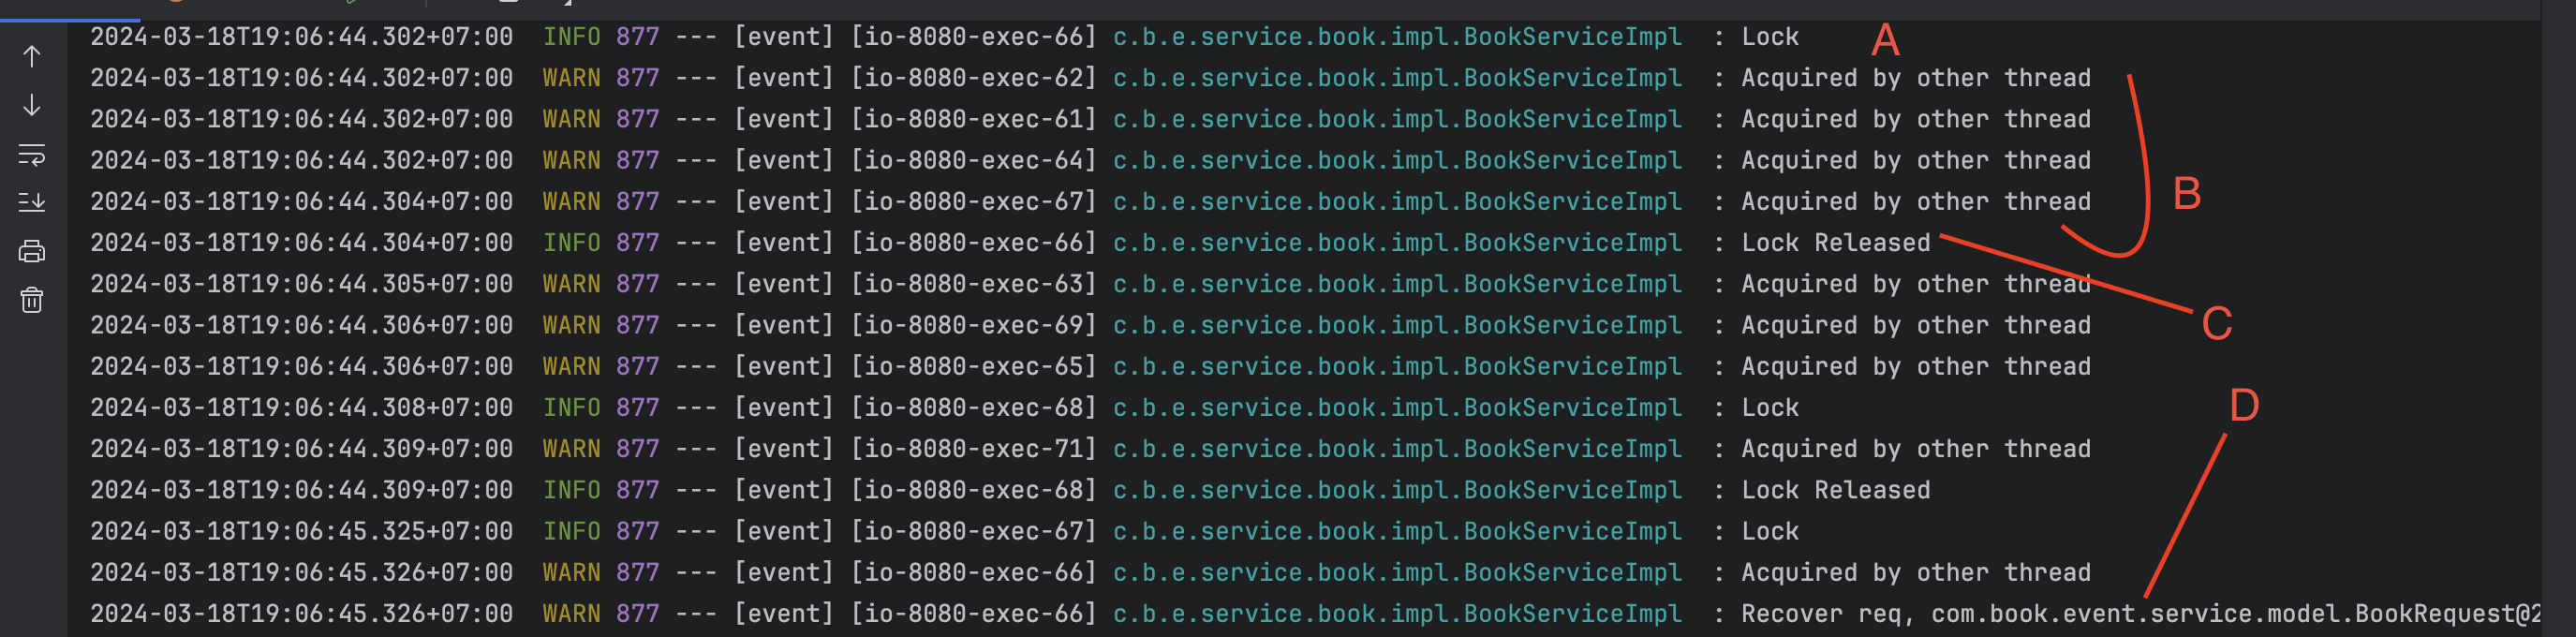 2024-03-18T19:06:44.302+07:00  INFO 877 --- [event] [io-8080-exec-66] c.b.e.service.book.impl.BookServiceImpl  : Lock A
2024-03-18T19:06:44.302+07:00  WARN 877 --- [event] [io-8080-exec-62] c.b.e.service.book.impl.BookServiceImpl  : Acquired by other thread
2024-03-18T19:06:44.302+07:00  WARN 877 --- [event] [io-8080-exec-61] c.b.e.service.book.impl.BookServiceImpl  : Acquired by other thread
2024-03-18T19:06:44.302+07:00  WARN 877 --- [event] [io-8080-exec-64] c.b.e.service.book.impl.BookServiceImpl  : Acquired by other thread
2024-03-18T19:06:44.304+07:00  WARN 877 --- [event] [io-8080-exec-67] c.b.e.service.book.impl.BookServiceImpl  : Acquired by other thread B
2024-03-18T19:06:44.304+07:00  INFO 877 --- [event] [io-8080-exec-66] c.b.e.service.book.impl.BookServiceImpl  : Lock Released
2024-03-18T19:06:44.305+07:00  WARN 877 --- [event] [io-8080-exec-63] c.b.e.service.book.impl.BookServiceImpl  : Acquired by other thread
2024-03-18T19:06:44.306+07:00  WARN 877 --- [event] [io-8080-exec-69] c.b.e.service.book.impl.BookServiceImpl  : Acquired by other thread C
2024-03-18T19:06:44.306+07:00  WARN 877 --- [event] [io-8080-exec-65] c.b.e.service.book.impl.BookServiceImpl  : Acquired by other thread
2024-03-18T19:06:44.308+07:00  INFO 877 --- [event] [io-8080-exec-68] c.b.e.service.book.impl.BookServiceImpl  : Lock D
2024-03-18T19:06:44.309+07:00  WARN 877 --- [event] [io-8080-exec-71] c.b.e.service.book.impl.BookServiceImpl  : Acquired by other thread
2024-03-18T19:06:44.309+07:00  INFO 877 --- [event] [io-8080-exec-68] c.b.e.service.book.impl.BookServiceImpl  : Lock Released
2024-03-18T19:06:45.325+07:00  INFO 877 --- [event] [io-8080-exec-67] c.b.e.service.book.impl.BookServiceImpl  : Lock
2024-03-18T19:06:45.326+07:00  WARN 877 --- [event] [io-8080-exec-66] c.b.e.service.book.impl.BookServiceImpl  : Acquired by other thread
2024-03-18T19:06:45.326+07:00  WARN 877 --- [event] [io-8080-exec-66] c.b.e.service.book.impl.BookServiceImpl  : Recover req, com.book.event.service.model.BookRequest@2